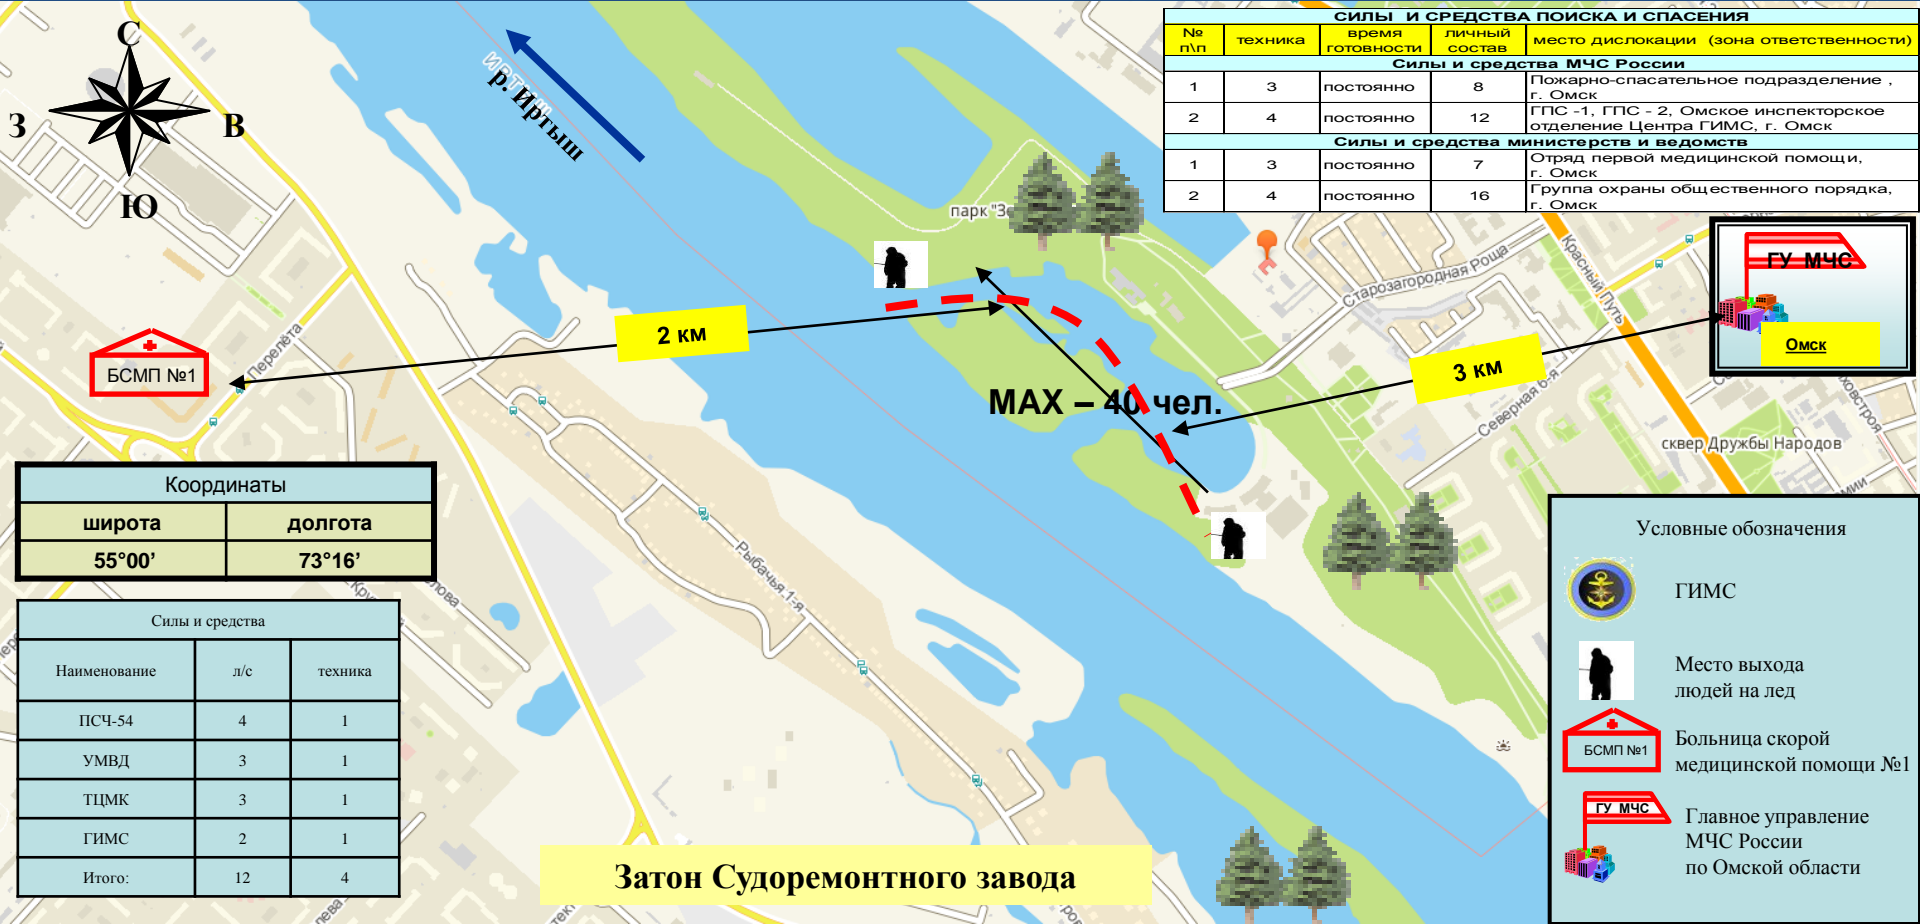 С
З
В
Ю
ИРТЫШ
р. Иртыш
СИЛЫ И СРЕДСТВА ПОИСКА И СПАСЕНИЯ
№ п\п техника время готовности личный состав место дислокации (зона ответственности)
Силы и средства МЧС России
1 3 постоянно 8 Пожарно-спасательное подразделение ,
г. Омск
2 4 постоянно 12 ГПС -1, ГПС - 2, Омское инспекторское
отделение Центра ГИМС, г. Омск
Силы и средства министерств и ведомств
1 3 постоянно 7 Отряд первой медицинской помощи,
г. Омск
2 4 постоянно 16 Группа охраны общественного порядка,
г. Омск
парк
Старозагородная Роща
Красный Путь
ГУ МЧС
Омск
2 км
3 км
БСМП №1
Перелёта
МАХ – 40 чел.
Северная 6-я
сквер Дружбы Народов
Координаты
широта долгота
55°00’ 73°16’
Рыбачья 1-я
Силы и средства
Наименование л/с техника
ПСЧ-54 4 1
УМВД 3 1
ТЦМК 3 1
ГИМС 2 1
Итого: 12 4
Затон Судоремонтного завода
Условные обозначения
ГИМС
Место выхода
людей на лед
БСМП №1
Больница скорой
медицинской помощи №1
ГУ МЧС
Главное управление
МЧС России
по Омской области